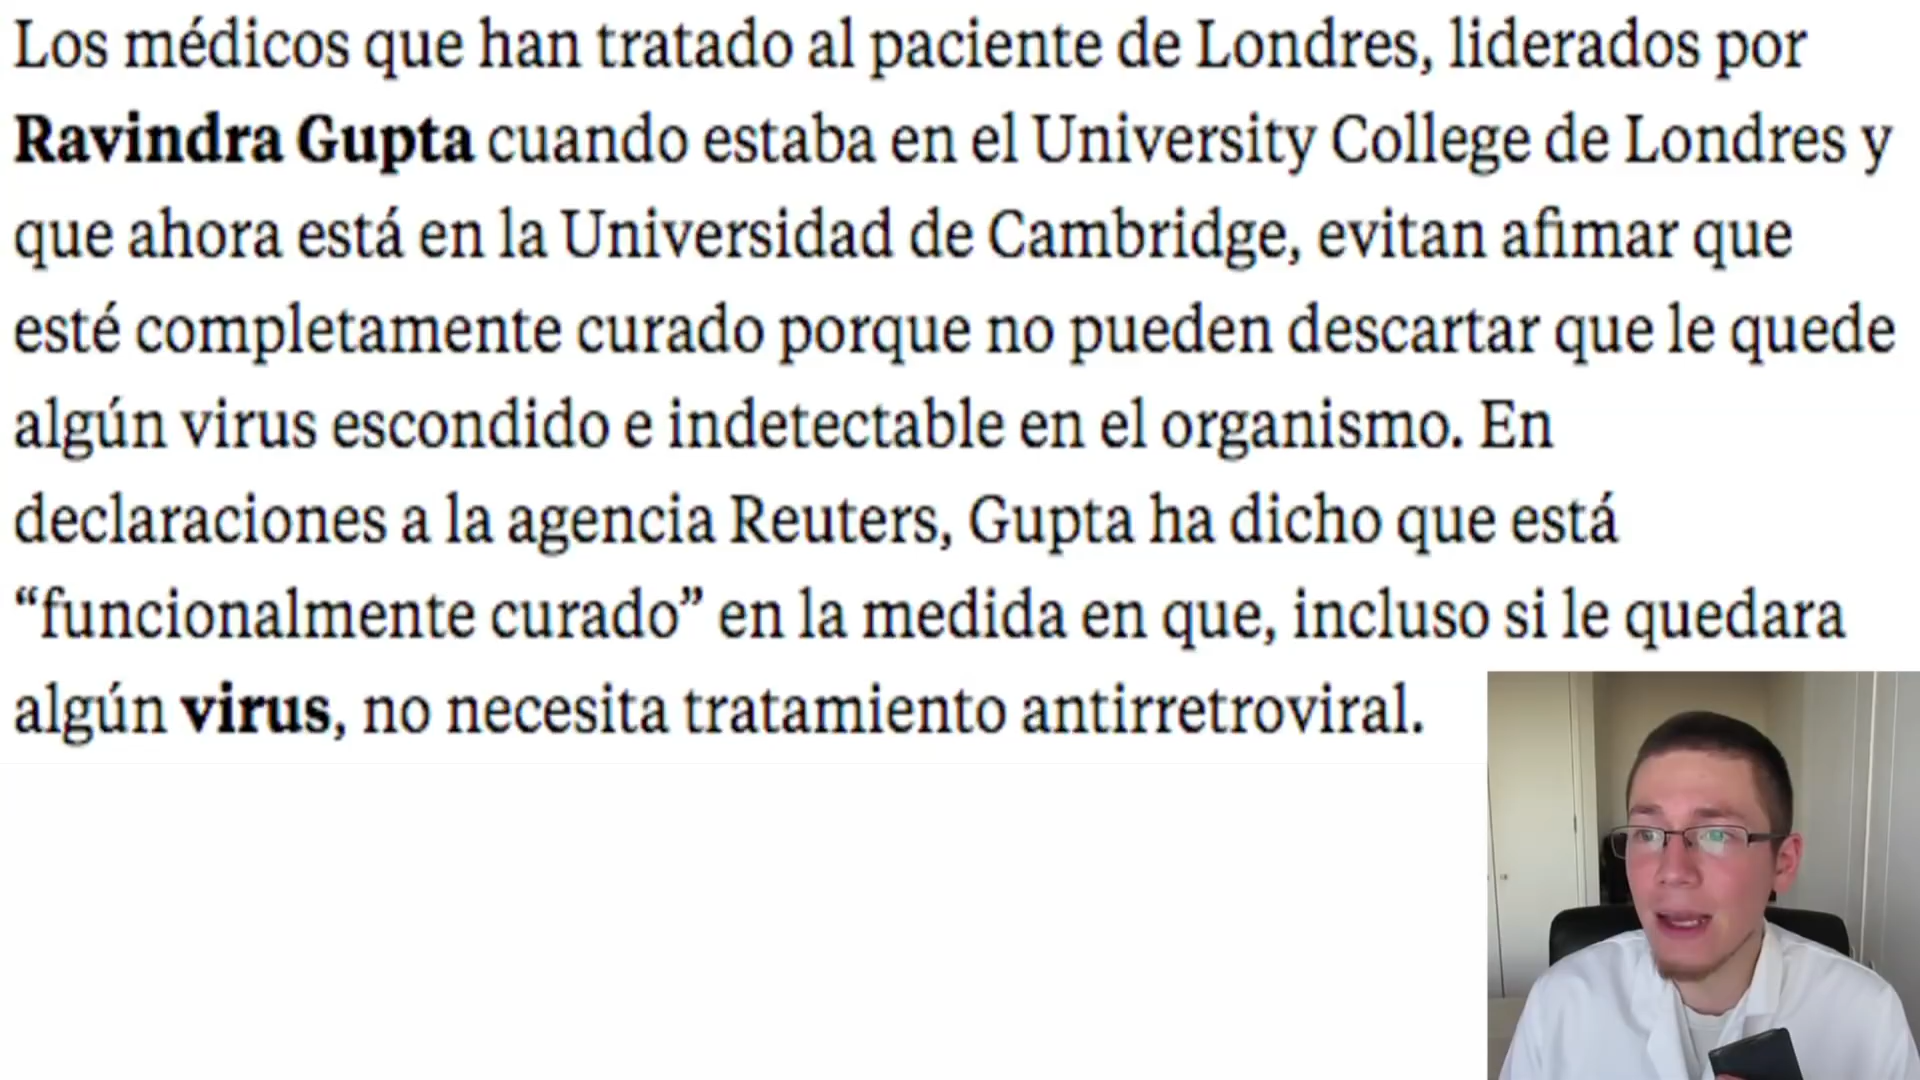 Los médicos que han tratado al paciente de Londres, liderados por
Ravindra Gupta cuando estaba en el University College de Londres y
que ahora está en la Universidad de Cambridge, evitan afimar que
esté completamente curado porque no pueden descartar que le quede
algún virus escondido e indetectable en el organismo. En
declaraciones a la agencia Reuters, Gupta ha dicho que está
“funcionalmente curado” en la medida en que, incluso si le quedara
algún virus, no necesita tratamiento antirretroviral.